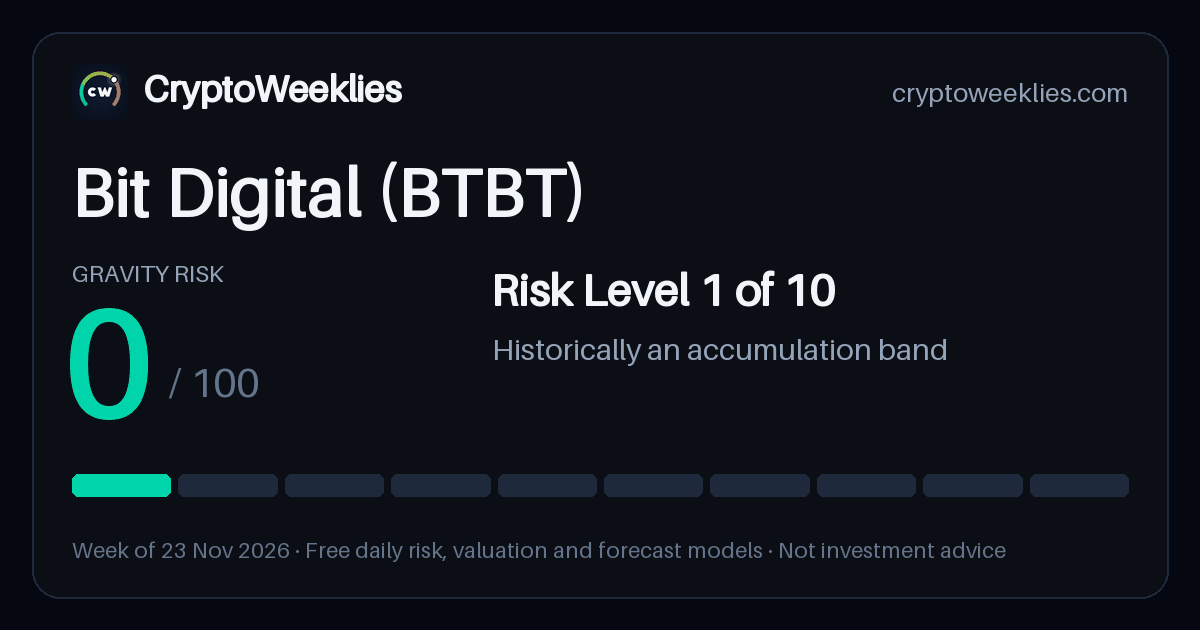 CW CryptoWeeklies
cryptoweeklies.com
Bit Digital (BTBT)
GRAVITY RISK
0 / 100
Risk Level 1 of 10
Historically an accumulation band
Week of 23 Nov 2026 · Free daily risk, valuation and forecast models · Not investment advice